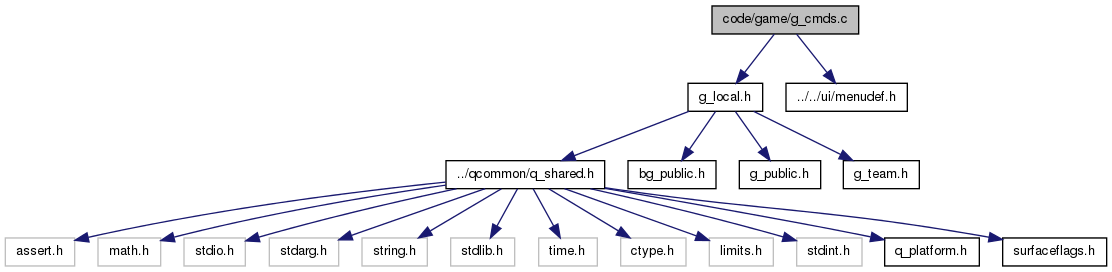 code/game/g_cmds.c
g_local.h
../../ui/menudef.h
../qcommon/q_shared.h
bg_public.h
g_public.h
g_team.h
assert.h
math.h
stdio.h
stdarg.h
string.h
stdlib.h
time.h
ctype.h
limits.h
stdint.h
q_platform.h
surfaceflags.h